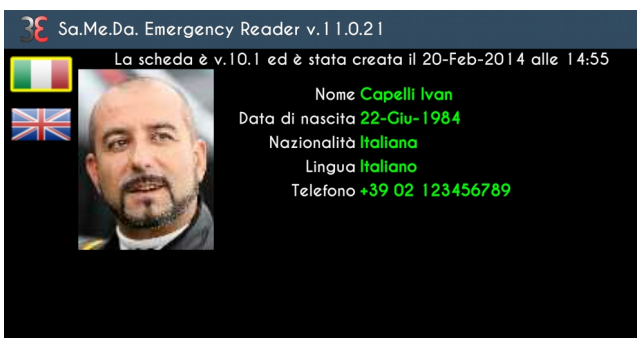 Sa.Me.Da. Emergency Reader v.11.0.21
La scheda è v.10.1 ed è stata creata il 20-Feb-2014 alle 14:55
Nome Capelli Ivan
Data di nascita 22-Giu-1984
Nazionalità Italiana
Lingua Italiano
Telefono +39 02 123456789